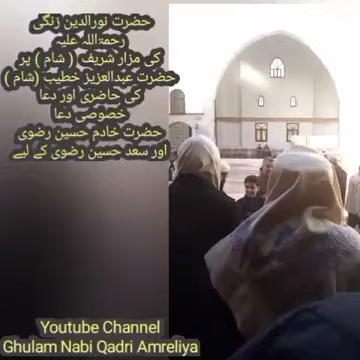 حضرت نورالدین زنگی
رحمۃاللہ علیہ
کی مزار شریف ( شام ) پر
حضرت عبدالعزیز خطیب (شام )
کی حاضری اور دعا
خصوصی دعا
حضرت خادم حسین رضوی
اور سعد حسین رضوی کے لیے
Youtube Channel
Ghulam Nabi Qadri Amreliya